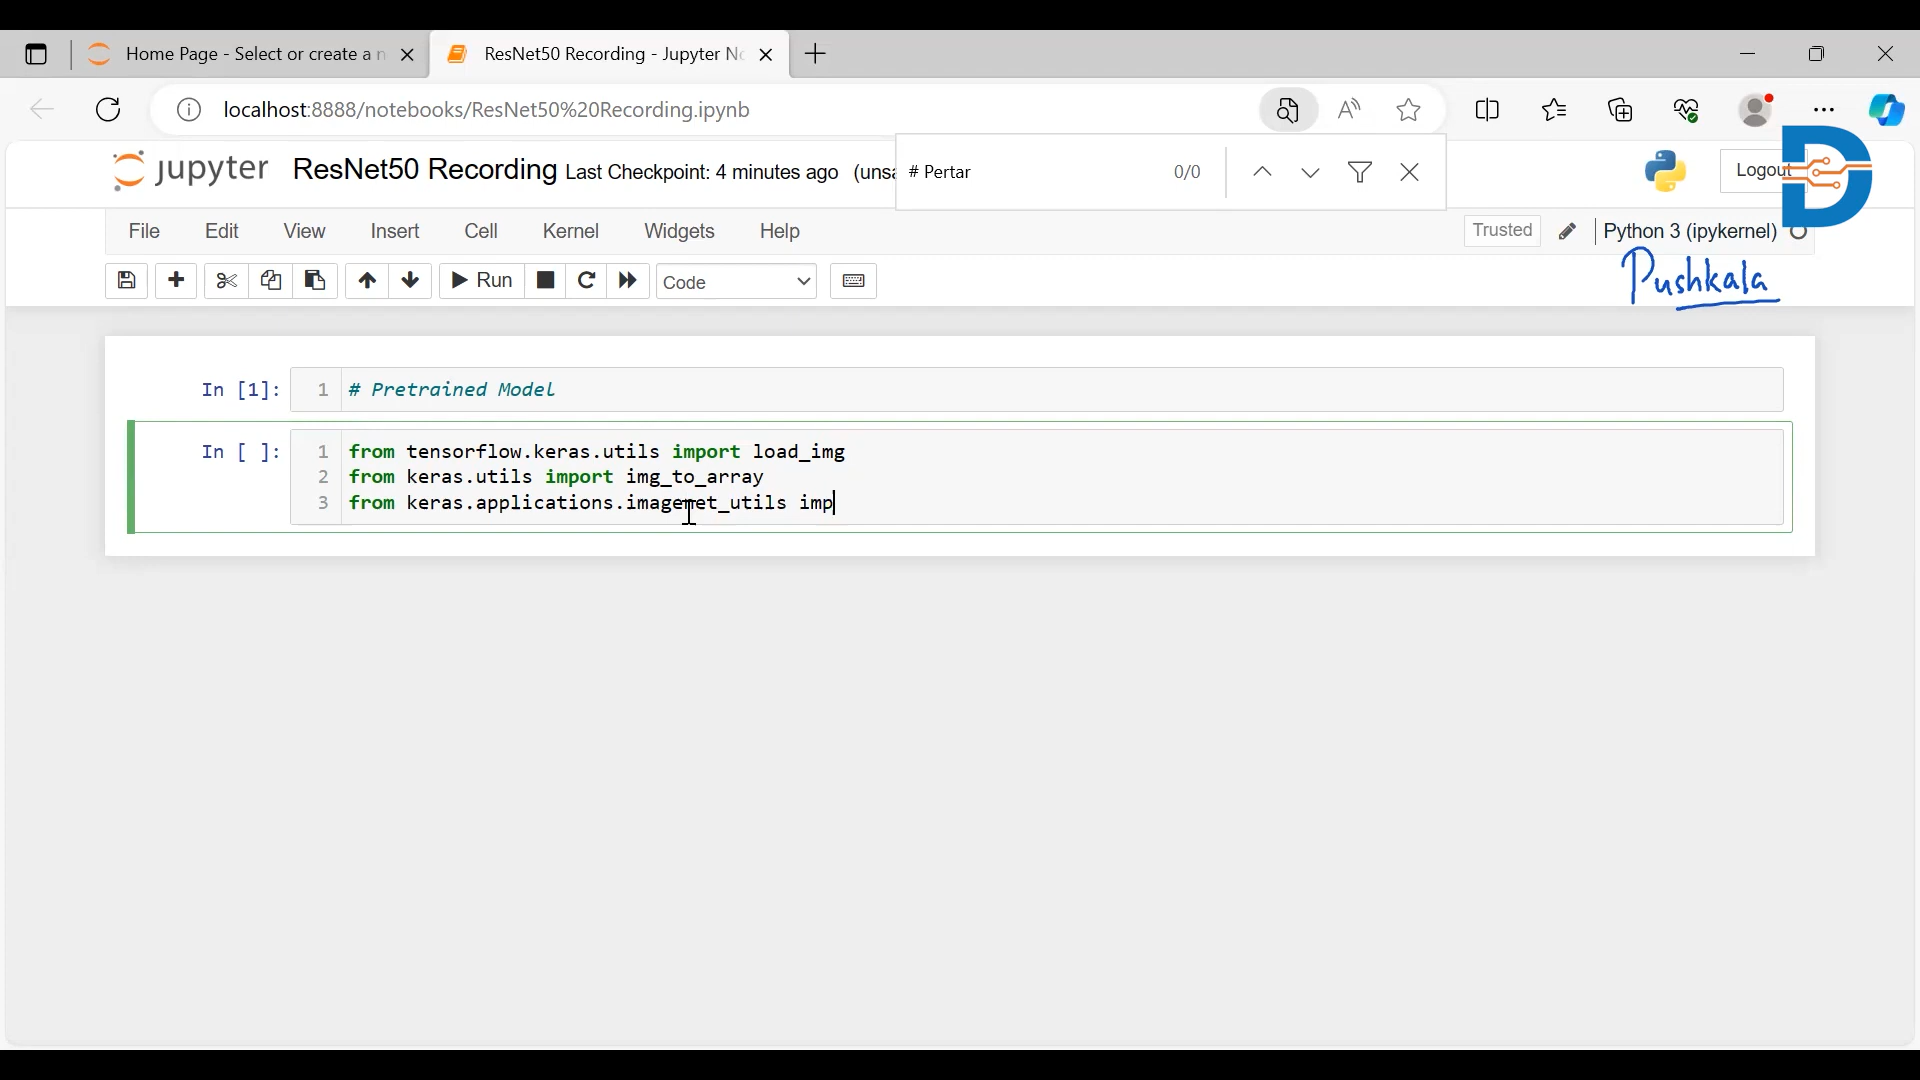 Home Page - Select or create a n
ResNet50 Recording - Jupyter No
localhost:8888/notebooks/ResNet50%20Recording.ipynb
jupyter ResNet50 Recording Last Checkpoint: 4 minutes ago (unsa
# Pertar 0/0
Logout
File Edit View Insert Cell Kernel Widgets Help
Trusted Python 3 (ipykernel)
Run Code
Pushkala
In [1]: 1 # Pretrained Model
In [ ]: 1 from tensorflow.keras.utils import load_img
2 from keras.utils import img_to_array
3 from keras.applications.imagenet_utils imp